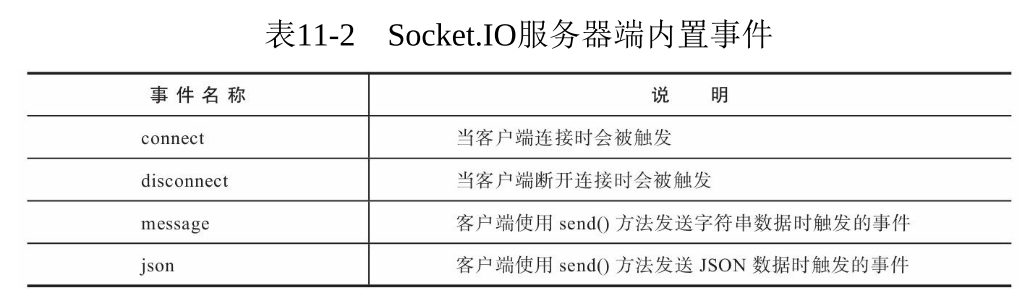 表11-2 Socket.IO服务器端内置事件
事件名称 说明
connect 当客户端连接时会被触发
disconnect 当客户端断开连接时会被触发
message 客户端使用 send() 方法发送字符串数据时触发的事件
json 客户端使用 send() 方法发送 JSON 数据时触发的事件